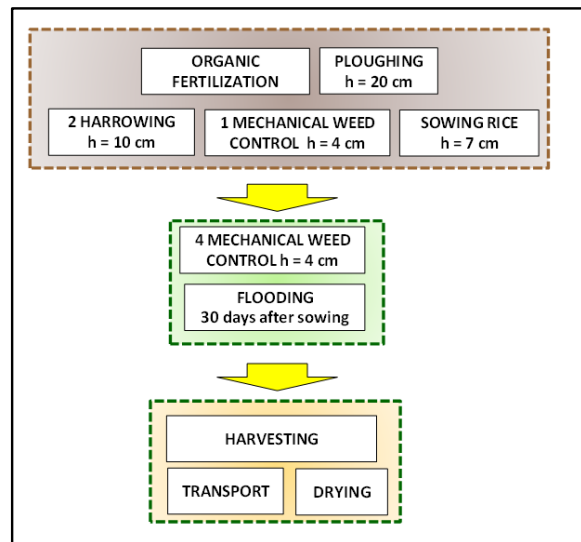 ORGANIC
FERTILIZATION
PLOUGHING
h = 20 cm
2 HARROWING
h = 10 cm
1 MECHANICAL WEED
CONTROL h = 4 cm
SOWING RICE
h = 7 cm
4 MECHANICAL WEED
CONTROL h = 4 cm
FLOODING
30 days after sowing
HARVESTING
TRANSPORT
DRYING